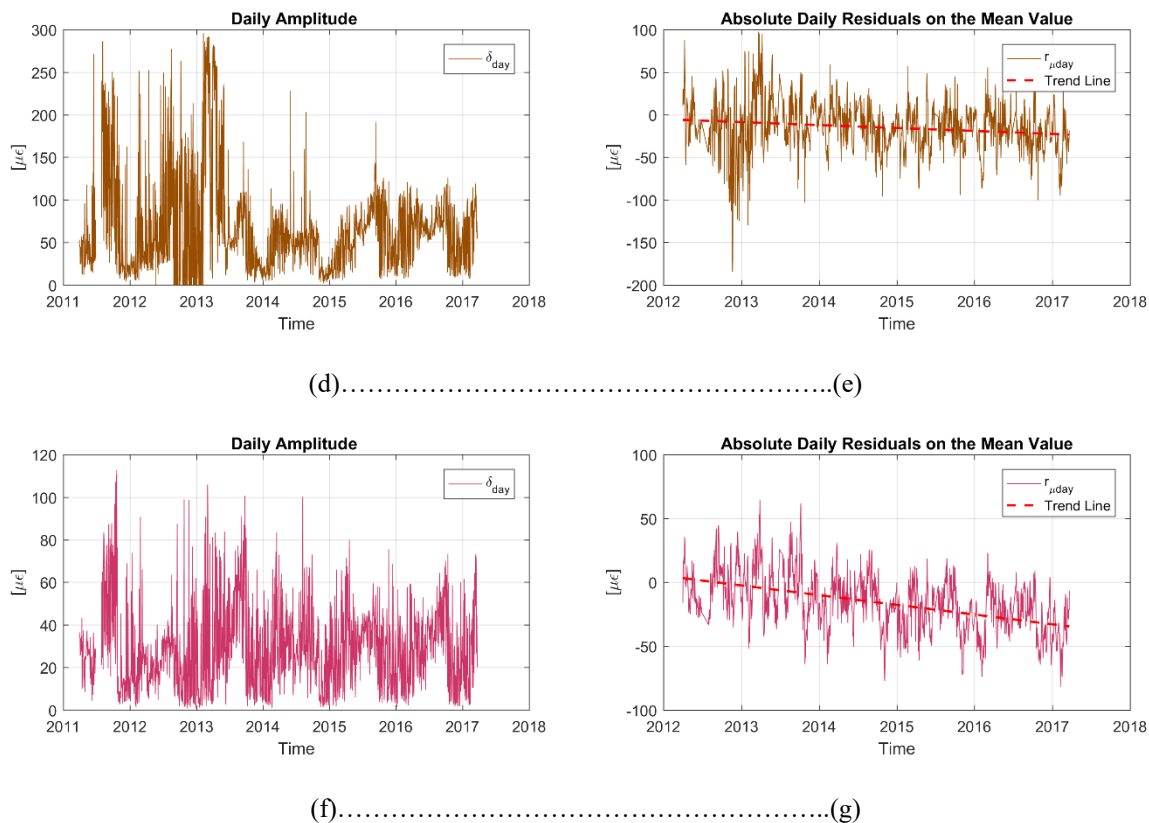 Daily Amplitude
[με]
300
250
200
150
100
50
0
δday
2011 2012 2013 2014 2015 2016 2017 2018
Time
Absolute Daily Residuals on the Mean Value
[με]
100
50
0
-50
-100
-150
-200
rμday
Trend Line
2012 2013 2014 2015 2016 2017 2018
Time
(d)…………………………………………………..(e)
Daily Amplitude
[με]
120
100
80
60
40
20
0
δday
2011 2012 2013 2014 2015 2016 2017 2018
Time
Absolute Daily Residuals on the Mean Value
[με]
100
50
0
-50
-100
rμday
Trend Line
2012 2013 2014 2015 2016 2017 2018
Time
(f)…………………………………………………..(g)